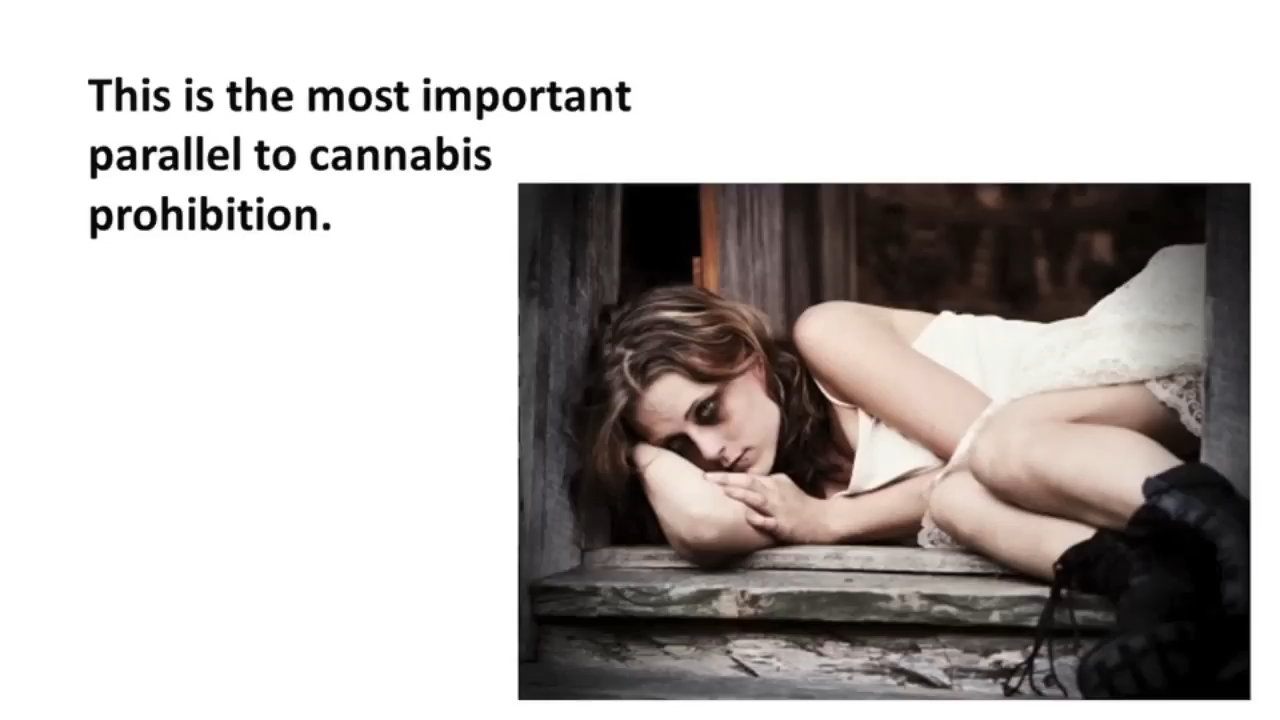 This is the most important
parallel to cannabis
prohibition.